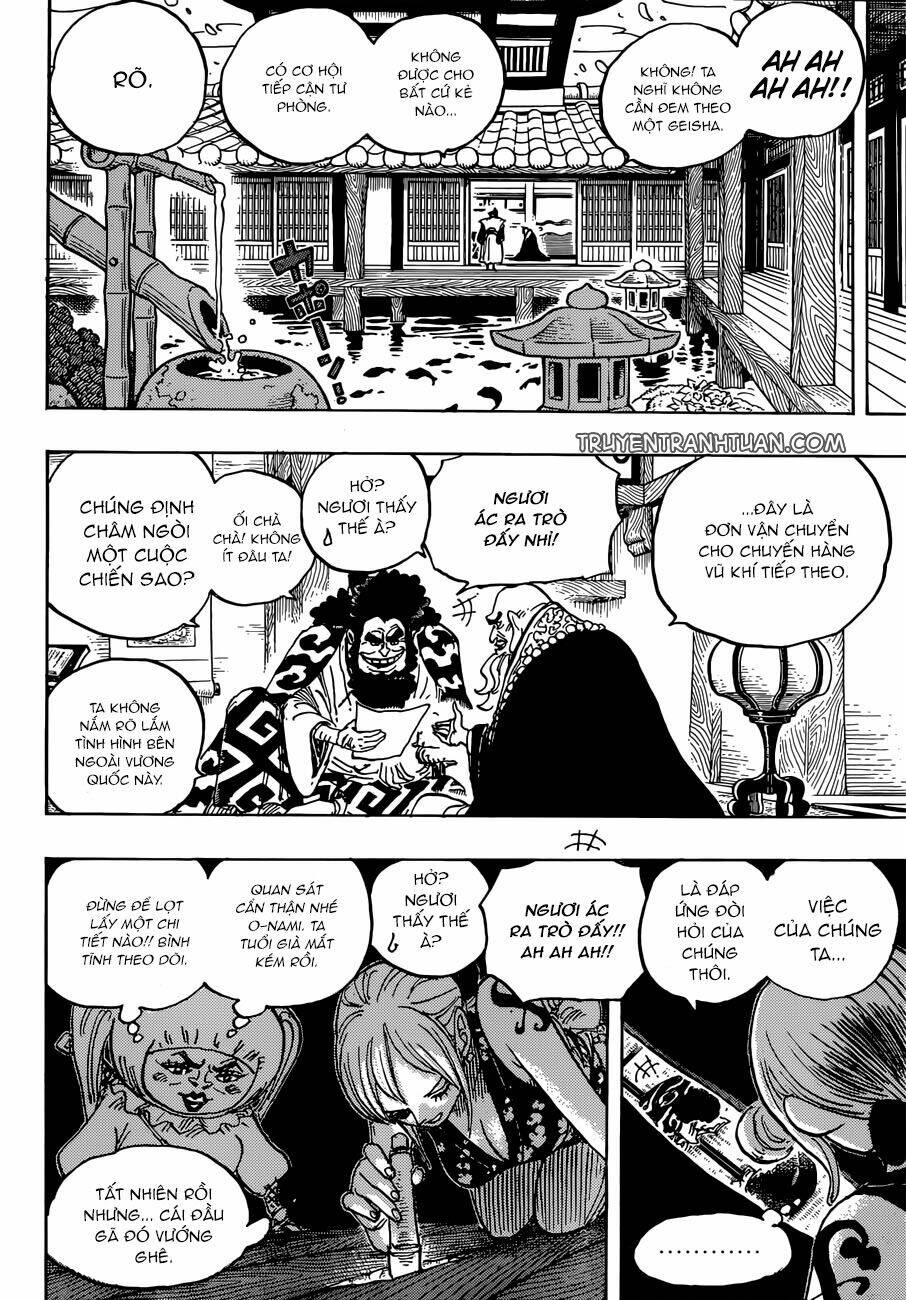 AH AH
AH AH!!
KHÔNG! TA
NGHĨ KHÔNG
CẦN ĐEM THEO
MỘT GEISHA.
KHÔNG
ĐƯỢC CHO
BẤT CỨ KẺ
NÀO...
CÓ CƠ HỘI
TIẾP CẬN TƯ
PHÒNG.
RÕ.
TRUYENTRANHTUAN.COM
...ĐÂY LÀ
ĐƠN VẬN CHUYỂN
CHO CHUYẾN HÀNG
VŨ KHÍ TIẾP THEO.
NGƯƠI
ÁC RA TRÒ
ĐẤY NHỈ!
HỞ?
NGƯƠI THẤY
THẾ À?
ỐI CHÀ
CHÀ! KHÔNG
ÍT ĐÂU TA!
CHÚNG ĐỊNH
CHÂM NGÒI
MỘT CUỘC
CHIẾN SAO?
TA KHÔNG
NẮM RÕ LẮM
TÌNH HÌNH BÊN
NGOÀI VƯƠNG
QUỐC NÀY.
VIỆC
CỦA CHÚNG
TA...
LÀ ĐÁP
ỨNG ĐÒI
HỎI CỦA
CHÚNG
THÔI.
NGƯƠI ÁC
RA TRÒ ĐẤY!!
AH AH AH!!
HỞ?
NGƯƠI
THẤY THẾ
À?
QUAN SÁT
CẨN THẬN NHÉ
O-NAMI. TA
TUỔI GIÀ MẮT
KÉM RỒI.
ĐỪNG ĐỂ LỌT
LẤY MỘT CHI
TIẾT NÀO!! BÌNH
TĨNH THEO DÕI.
TẤT NHIÊN RỒI
NHƯNG... CÁI ĐẦU
GÃ ĐÓ VƯỚNG
GHÊ.
.............